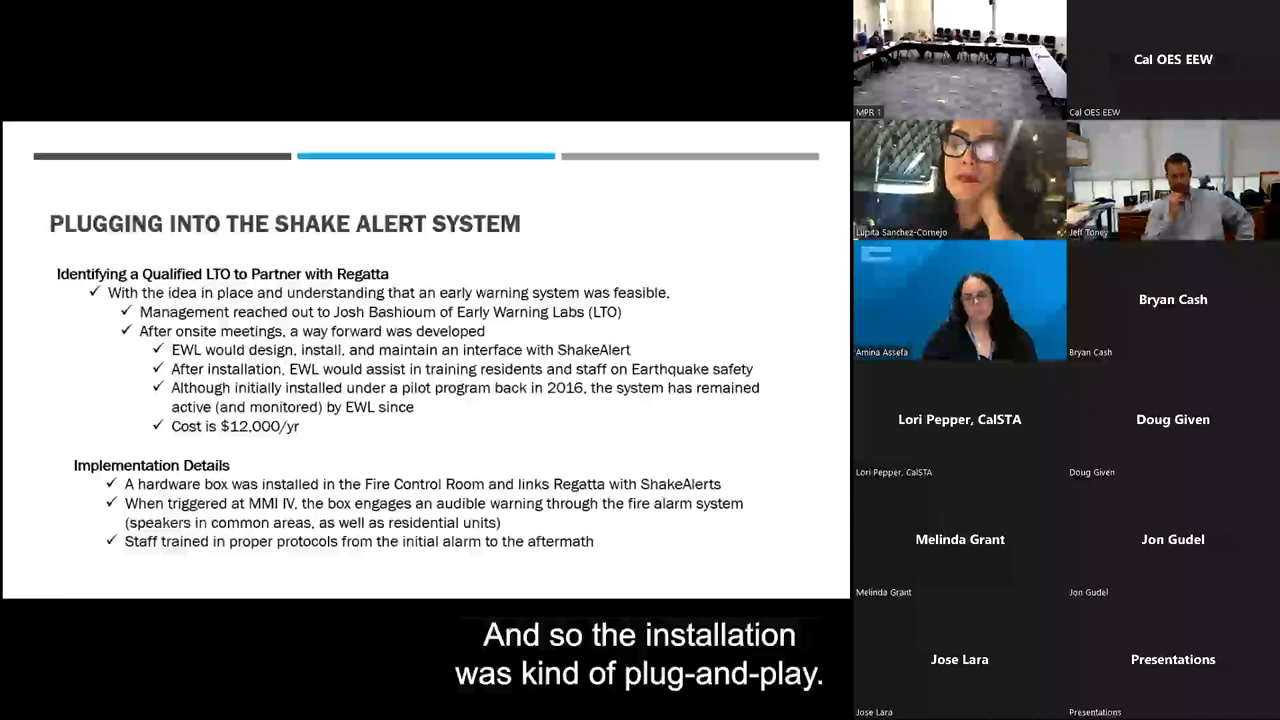 PLUGGING INTO THE SHAKE ALERT SYSTEM
Identifying a Qualified LTO to Partner with Regatta
With the idea in place and understanding that an early warning system was feasible,
Management reached out to Josh Bashioum of Early Warning Labs (LTO)
After onsite meetings, a way forward was developed
EWL would design, install, and maintain an interface with ShakeAlert
After installation, EWL would assist in training residents and staff on Earthquake safety
Although initially installed under a pilot program back in 2016, the system has remained
active (and monitored) by EWL since
Cost is $12,000/yr
Implementation Details
A hardware box was installed in the Fire Control Room and links Regatta with ShakeAlerts
When triggered at MMI IV, the box engages an audible warning through the fire alarm system
(speakers in common areas, as well as residential units)
Staff trained in proper protocols from the initial alarm to the aftermath
And so the installation
was kind of plug-and-play.
MPR 1
Cal OES EEW
Cal OES EEW
Lupita Sanchez-Cornejo
Jeff Toney
Amina Assefa
Bryan Cash
Bryan Cash
Lori Pepper, CalSTA
Lori Pepper, CalSTA
Doug Given
Doug Given
Melinda Grant
Melinda Grant
Jon Gudel
Jon Gudel
Jose Lara
Jose Lara
Presentations
Presentations